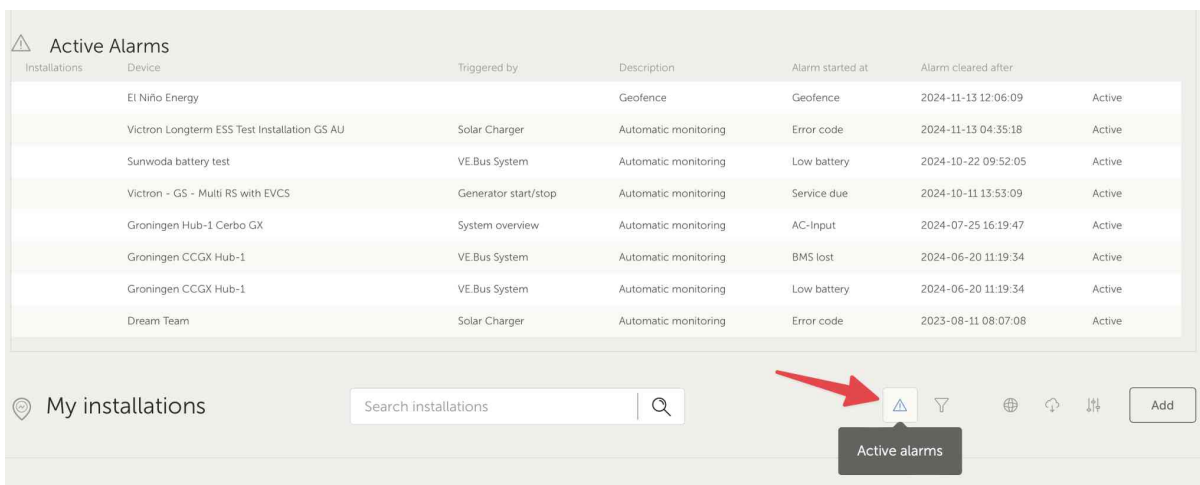 Active Alarms
Installations Device Triggered by Description Alarm started at Alarm cleared after
El Niño Energy Geofence Geofence 2024-11-13 12:06:09 Active
Victron Longterm ESS Test Installation GS AU Solar Charger Automatic monitoring Error code 2024-11-13 04:35:18 Active
Sunwoda battery test VE.Bus System Automatic monitoring Low battery 2024-10-22 09:52:05 Active
Victron - GS - Multi RS with EVCS Generator start/stop Automatic monitoring Service due 2024-10-11 13:53:09 Active
Groningen Hub-1 Cerbo GX System overview Automatic monitoring AC-Input 2024-07-25 16:19:47 Active
Groningen CCGX Hub-1 VE.Bus System Automatic monitoring BMS lost 2024-06-20 11:19:34 Active
Groningen CCGX Hub-1 VE.Bus System Automatic monitoring Low battery 2024-06-20 11:19:34 Active
Dream Team Solar Charger Automatic monitoring Error code 2023-08-11 08:07:08 Active
My installations Search installations Add
Active alarms